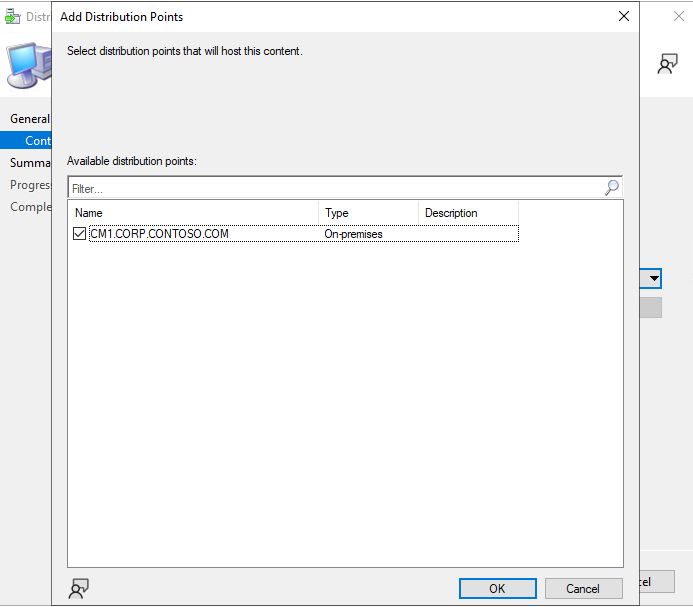 Distri
Add Distribution Points
Select distribution points that will host this content.
General
Cont
Summa
Progres
Comple
Available distribution points:
Filter...
Name Type Description
CM1.CORP.CONTOSO.COM On-premises
OK Cancel
cel